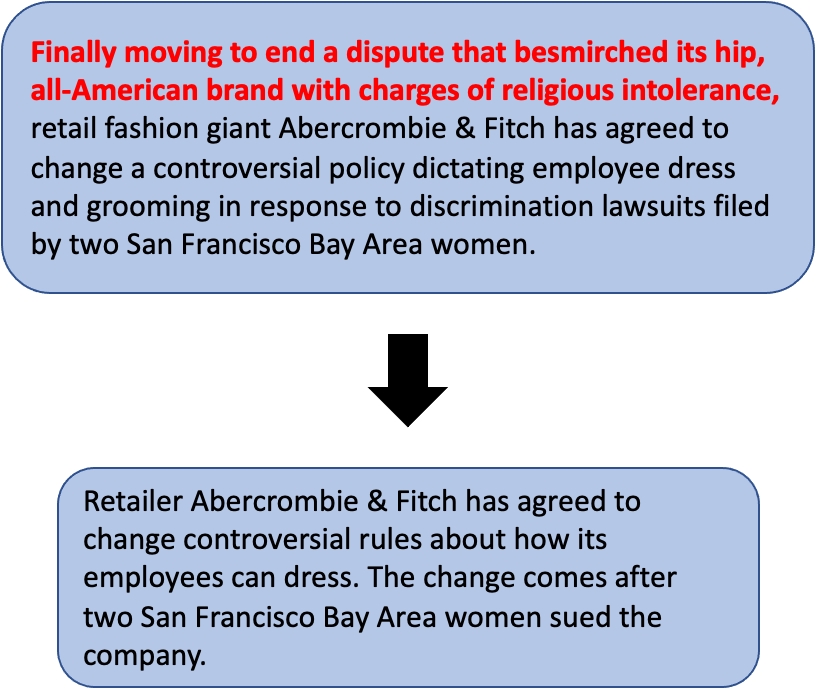 Finally moving to end a dispute that besmirched its hip,
all-American brand with charges of religious intolerance,
retail fashion giant Abercrombie & Fitch has agreed to
change a controversial policy dictating employee dress
and grooming in response to discrimination lawsuits filed
by two San Francisco Bay Area women.
Retailer Abercrombie & Fitch has agreed to
change controversial rules about how its
employees can dress. The change comes after
two San Francisco Bay Area women sued the
company.